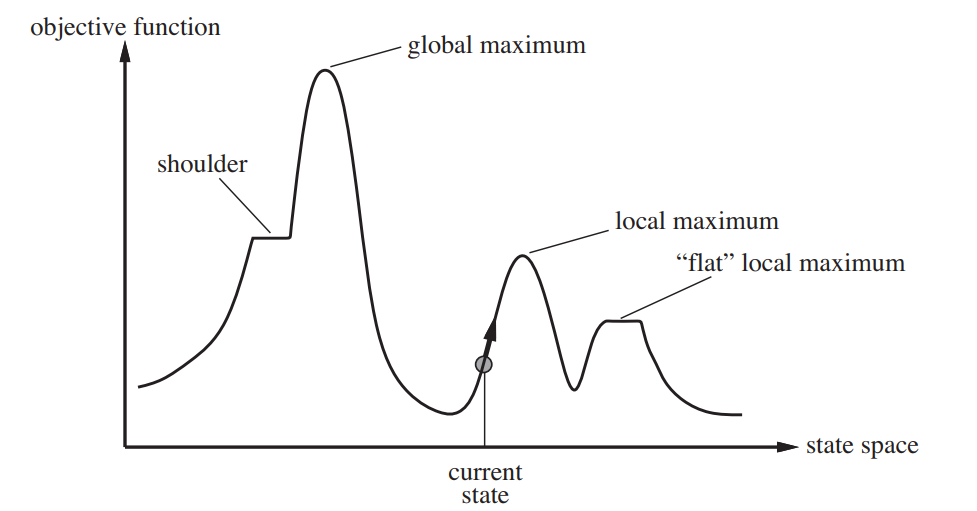 objective function
global maximum
shoulder
local maximum
“flat” local maximum
state space
current
state